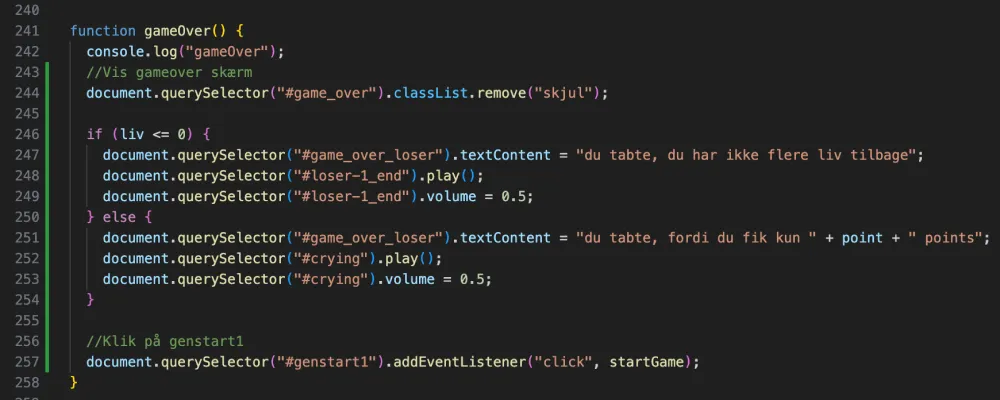 240
241 function gameOver() {
242 console.log("gameOver");
243 //Vis gameover skærm
244 document.querySelector("#game_over").classList.remove("skjul");
245
246 if (liv <= 0) {
247 document.querySelector("#game_over_loser").textContent = "du tabte, du har ikke flere liv tilbage";
248 document.querySelector("#loser-1_end").play();
249 document.querySelector("#loser-1_end").volume = 0.5;
250 } else {
251 document.querySelector("#game_over_loser").textContent = "du tabte, fordi du fik kun " + point + " points";
252 document.querySelector("#crying").play();
253 document.querySelector("#crying").volume = 0.5;
254 }
255
256 //Klik på genstart1
257 document.querySelector("#genstart1").addEventListener("click", startGame);
258 }